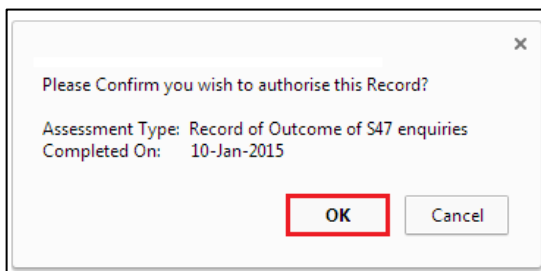 ×
Please Confirm you wish to authorise this Record?
Assessment Type: Record of Outcome of S47 enquiries
Completed On: 10-Jan-2015
OK Cancel